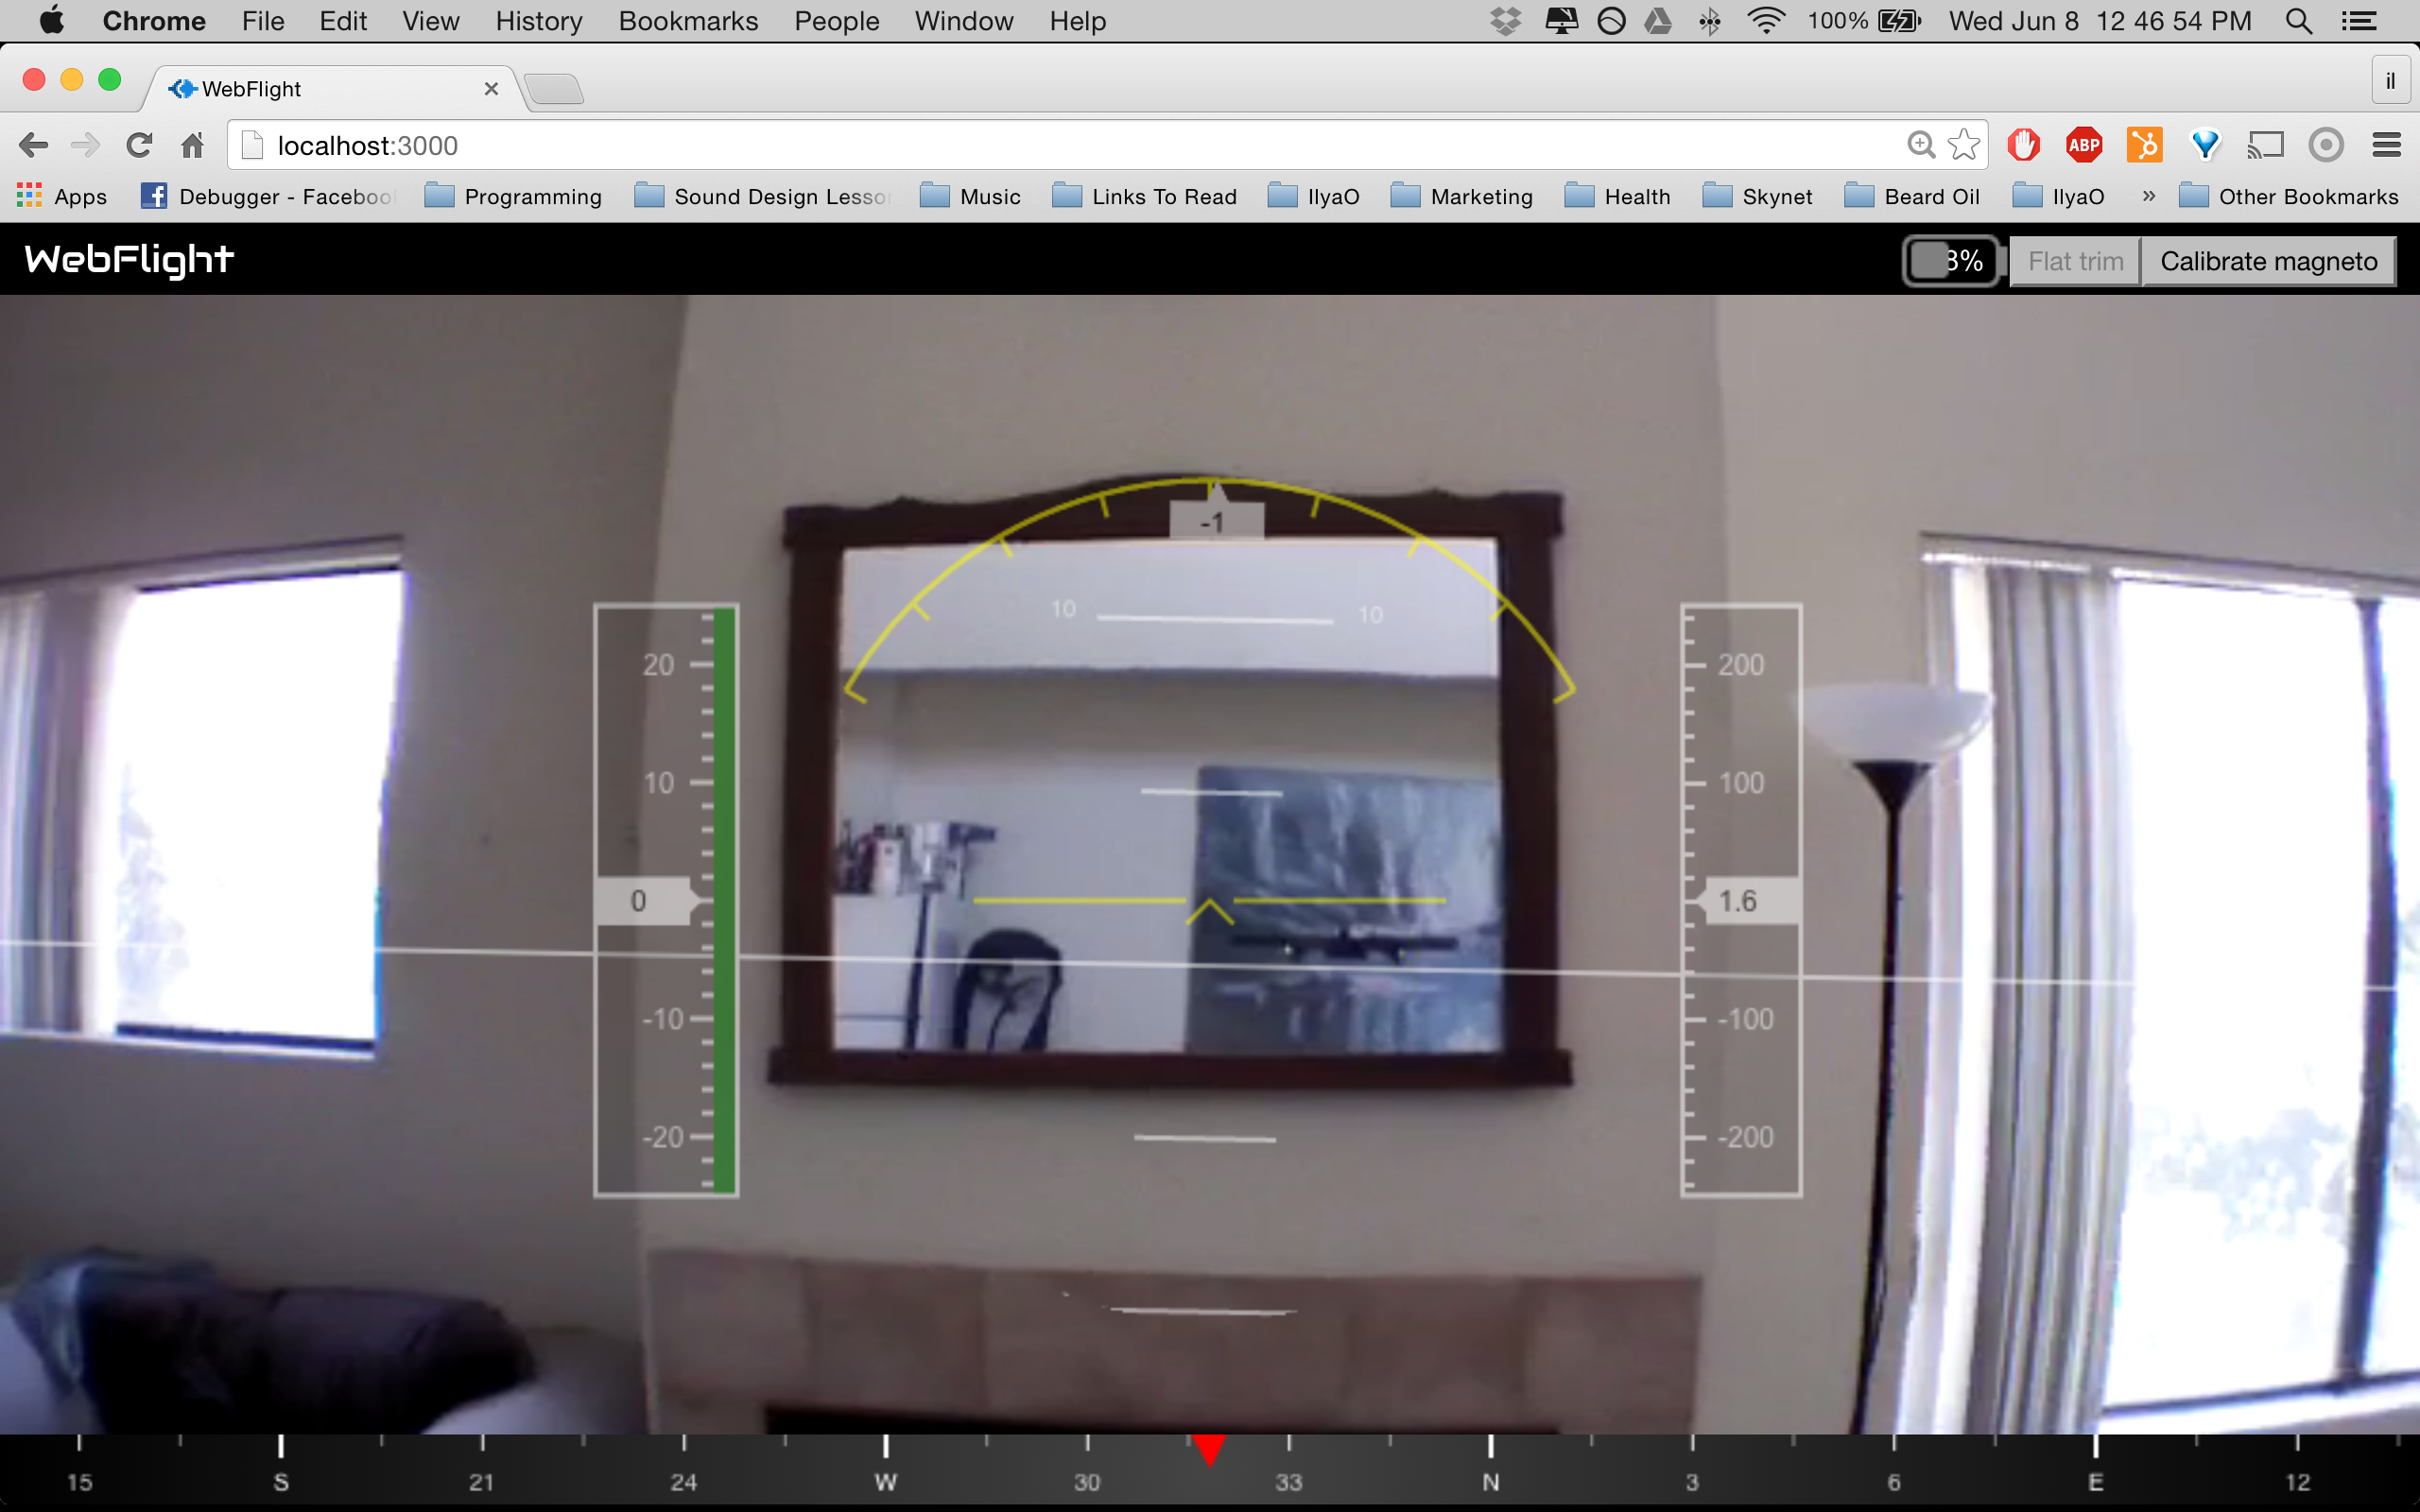 Chrome File Edit View History Bookmarks People Window Help 100% Wed Jun 8 12 46 54 PM
WebFlight il
localhost:3000 ABP
Apps Debugger - Faceboo Programming Sound Design Lesso Music Links To Read IlyaO Marketing Health Skynet Beard Oil IlyaO » Other Bookmarks
WebFlight 3% Flat trim Calibrate magneto
-1
10 10
20 200
10 100
0 1.6
-10 -100
-20 -200
15 S 21 24 W 30 33 N 3 6 E 12